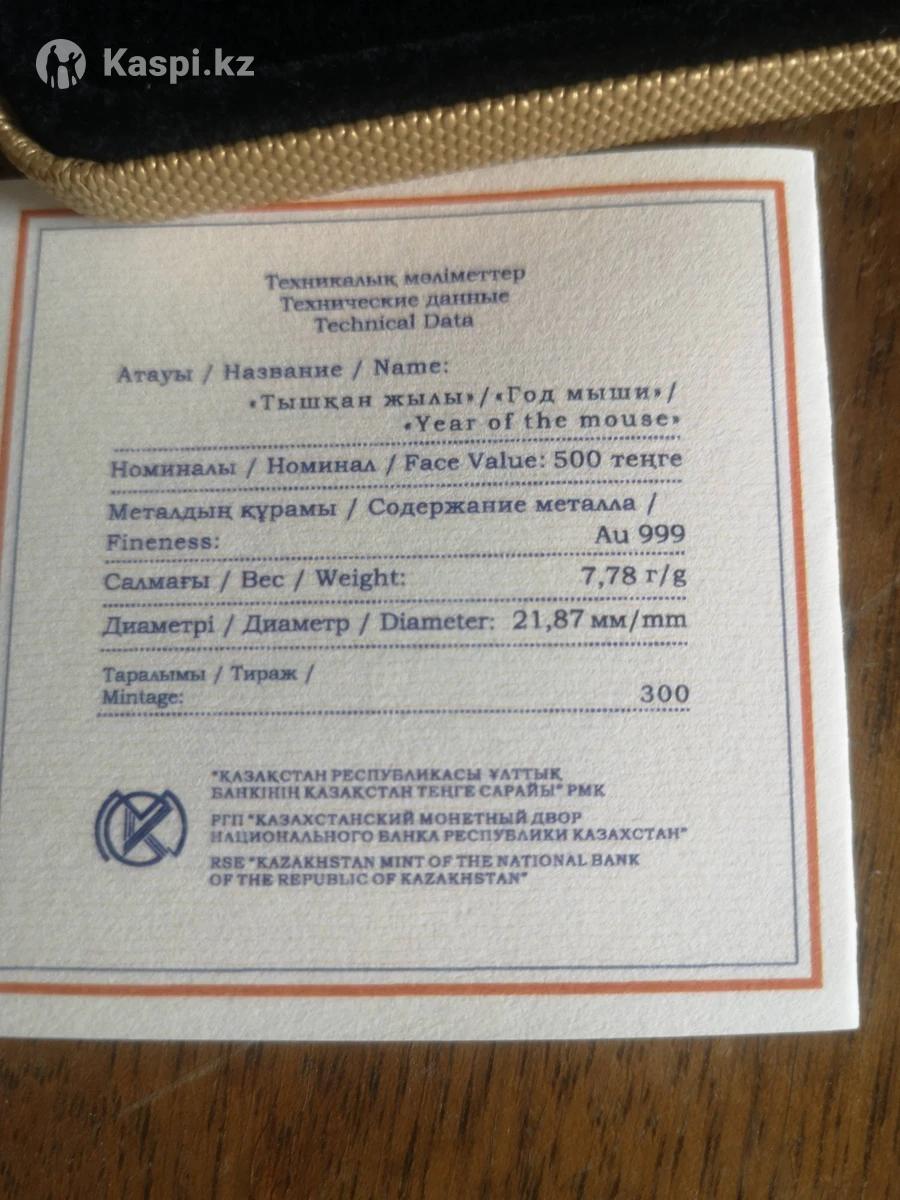 Kaspi.kz
Техникалық мәліметтер
Технические данные
Technical Data
Атауы / Название / Name:
«Тышқан жылы»/«Год мыши»/
«Year of the mouse»
Номиналы / Номинал / Face Value: 500 теңге
Металдың құрамы / Содержание металла /
Fineness: Au 999
Салмағы / Вес / Weight: 7,78 г/g
Диаметрі / Диаметр / Diameter: 21,87 мм/mm
Таралымы / Тираж /
Mintage: 300
"ҚАЗАҚСТАН РЕСПУБЛИКАСЫ ҰЛТТЫҚ
БАНКІНІҢ ҚАЗАҚСТАН ТЕҢГЕ САРАЙЫ" РМК
РГП "КАЗАХСТАНСКИЙ МОНЕТНЫЙ ДВОР
НАЦИОНАЛЬНОГО БАНКА РЕСПУБЛИКИ КАЗАХСТАН"
RSE "KAZAKHSTAN MINT OF THE NATIONAL BANK
OF THE REPUBLIC OF KAZAKHSTAN"